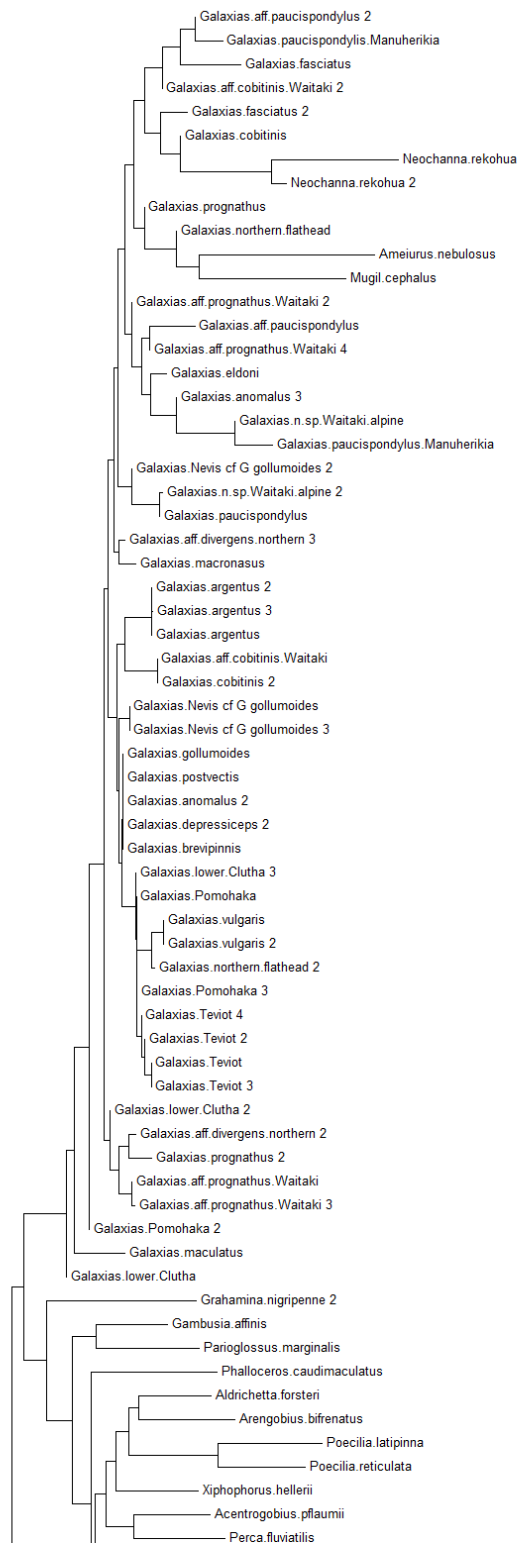 Galaxias.aff.paucispondylus 2
Galaxias.paucispondylis.Manuherikia
Galaxias.fasciatus
Galaxias.aff.cobitinis.Waitaki 2
Galaxias.fasciatus 2
Galaxias.cobitinis
Neochanna.rekohua
Neochanna.rekohua 2
Galaxias.prognathus
Galaxias.northern.flathead
Ameiurus.nebulosus
Mugil.cephalus
Galaxias.aff.prognathus.Waitaki 2
Galaxias.aff.paucispondylus
Galaxias.aff.prognathus.Waitaki 4
Galaxias.eldoni
Galaxias.anomalus 3
Galaxias.n.sp.Waitaki.alpine
Galaxias.paucispondylus.Manuherikia
Galaxias.Nevis cf G gollumoides 2
Galaxias.n.sp.Waitaki.alpine 2
Galaxias.paucispondylus
Galaxias.aff.divergens.northern 3
Galaxias.macronasus
Galaxias.argentus 2
Galaxias.argentus 3
Galaxias.argentus
Galaxias.aff.cobitinis.Waitaki
Galaxias.cobitinis 2
Galaxias.Nevis cf G gollumoides
Galaxias.Nevis cf G gollumoides 3
Galaxias.gollumoides
Galaxias.postvectis
Galaxias.anomalus 2
Galaxias.depressiceps 2
Galaxias.brevipinnis
Galaxias.lower.Clutha 3
Galaxias.Pomohaka
Galaxias.vulgaris
Galaxias.vulgaris 2
Galaxias.northern.flathead 2
Galaxias.Pomohaka 3
Galaxias.Teviot 4
Galaxias.Teviot 2
Galaxias.Teviot
Galaxias.Teviot 3
Galaxias.lower.Clutha 2
Galaxias.aff.divergens.northern 2
Galaxias.prognathus 2
Galaxias.aff.prognathus.Waitaki
Galaxias.aff.prognathus.Waitaki 3
Galaxias.Pomohaka 2
Galaxias.maculatus
Galaxias.lower.Clutha
Grahamina.nigripenne 2
Gambusia.affinis
Parioglossus.marginalis
Phalloceros.caudimaculatus
Aldrichetta.forsteri
Arengobius.bifrenatus
Poecilia.latipinna
Poecilia.reticulata
Xiphophorus.hellerii
Acentrogobius.pflaumii
Perca.fluviatilis